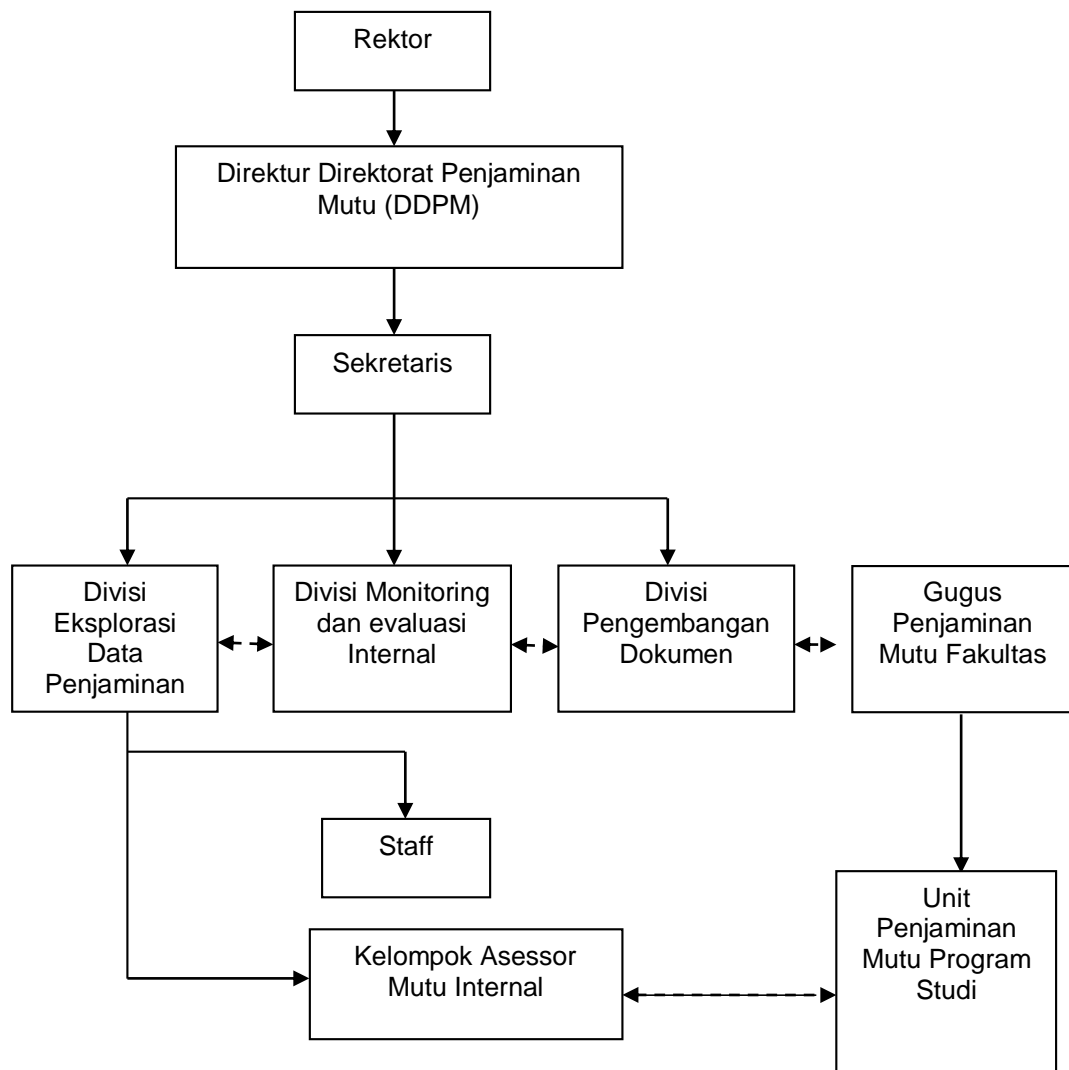 Rektor
Direktur Direktorat Penjaminan
Mutu (DDPM)
Sekretaris
Divisi
Eksplorasi
Data
Penjaminan
Divisi Monitoring
dan evaluasi
Internal
Divisi
Pengembangan
Dokumen
Gugus
Penjaminan
Mutu Fakultas
Staff
Kelompok Asessor
Mutu Internal
Unit
Penjaminan
Mutu Program
Studi